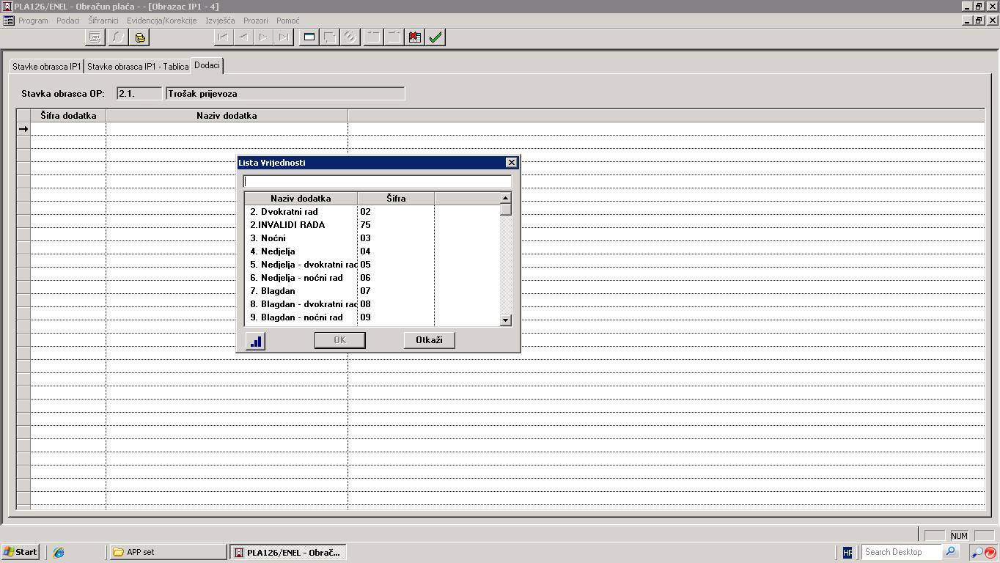 PLA126/ENEL - Obračun plaća - - [Obrazac IP1 - 4]
Program Podaci Šifrarnici Evidencija/Korekcije Izvješća Prozori Pomoć
Stavke obrasca IP1 Stavke obrasca IP1 - Tablica Dodaci
Stavka obrasca OP: 2.1. Trošak prijevoza
Šifra dodatka Naziv dodatka
Lista Vrijednosti
Naziv dodatka Šifra
2. Dvokratni rad 02
2.INVALIDI RADA 75
3. Noćni 03
4. Nedjelja 04
5. Nedjelja - dvokratni rad 05
6. Nedjelja - noćni rad 06
7. Blagdan 07
8. Blagdan - dvokratni rad 08
9. Blagdan - noćni rad 09
OK Otkaži
NUM
Start APP set PLA126/ENEL - Obrač... HR Search Desktop